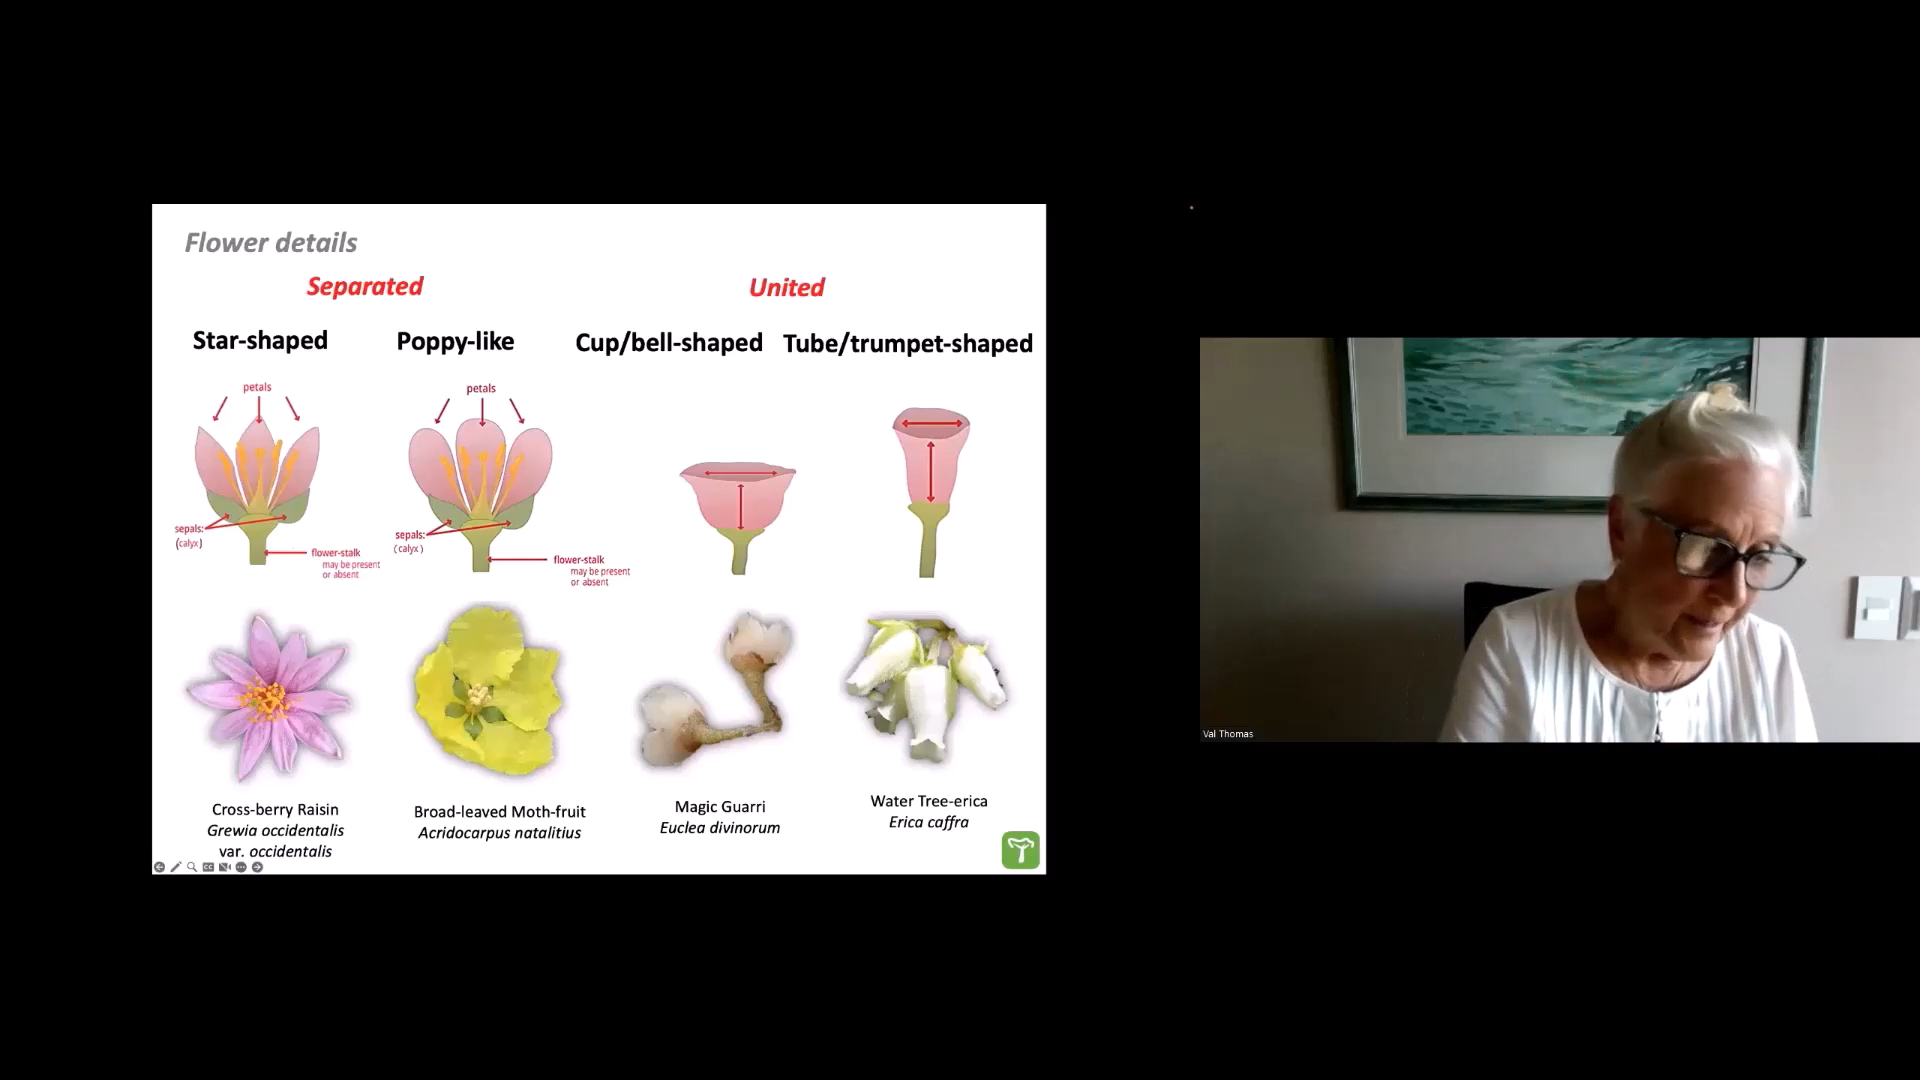 Flower details
Separated
United
Star-shaped
Poppy-like
Cup/bell-shaped
Tube/trumpet-shaped
petals
sepals:
(calyx)
flower-stalk
may be present
or absent
petals
sepals:
(calyx)
flower-stalk
may be present
or absent
Cross-berry Raisin
Grewia occidentalis
var. occidentalis
Broad-leaved Moth-fruit
Acridocarpus natalitius
Magic Guarri
Euclea divinorum
Water Tree-erica
Erica caffra
Val Thomas